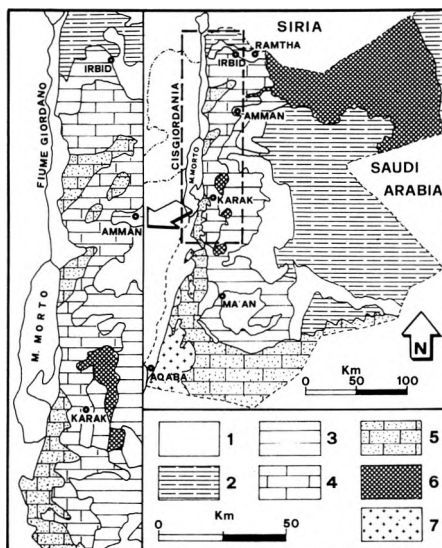 FIUME GIORDANO
IRBID
AMMAN
M. MORTO
KARAK
SIRIA
RAMTHA
IRBID
AMMAN
CISGIORDANIA
M. MORTO
SAUDI
ARABIA
KARAK
MA'AN
AQABA
N
Km
0 50 100
1
3
5
2
4
6
Km
7
0 50